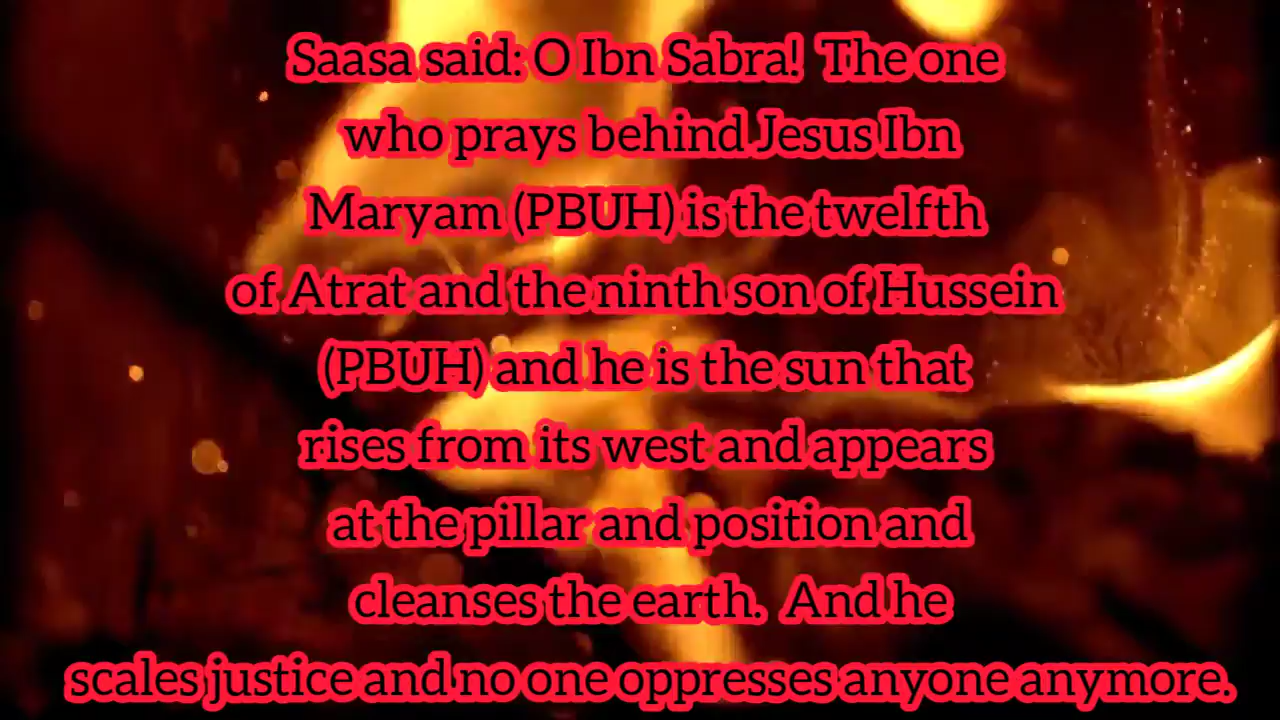 Saasa said: O Ibn Sabra!  The one
who prays behind Jesus Ibn
Maryam (PBUH) is the twelfth
of Atrat and the ninth son of Hussein
(PBUH) and he is the sun that
rises from its west and appears
at the pillar and position and
cleanses the earth.  And he
scales justice and no one oppresses anyone anymore.